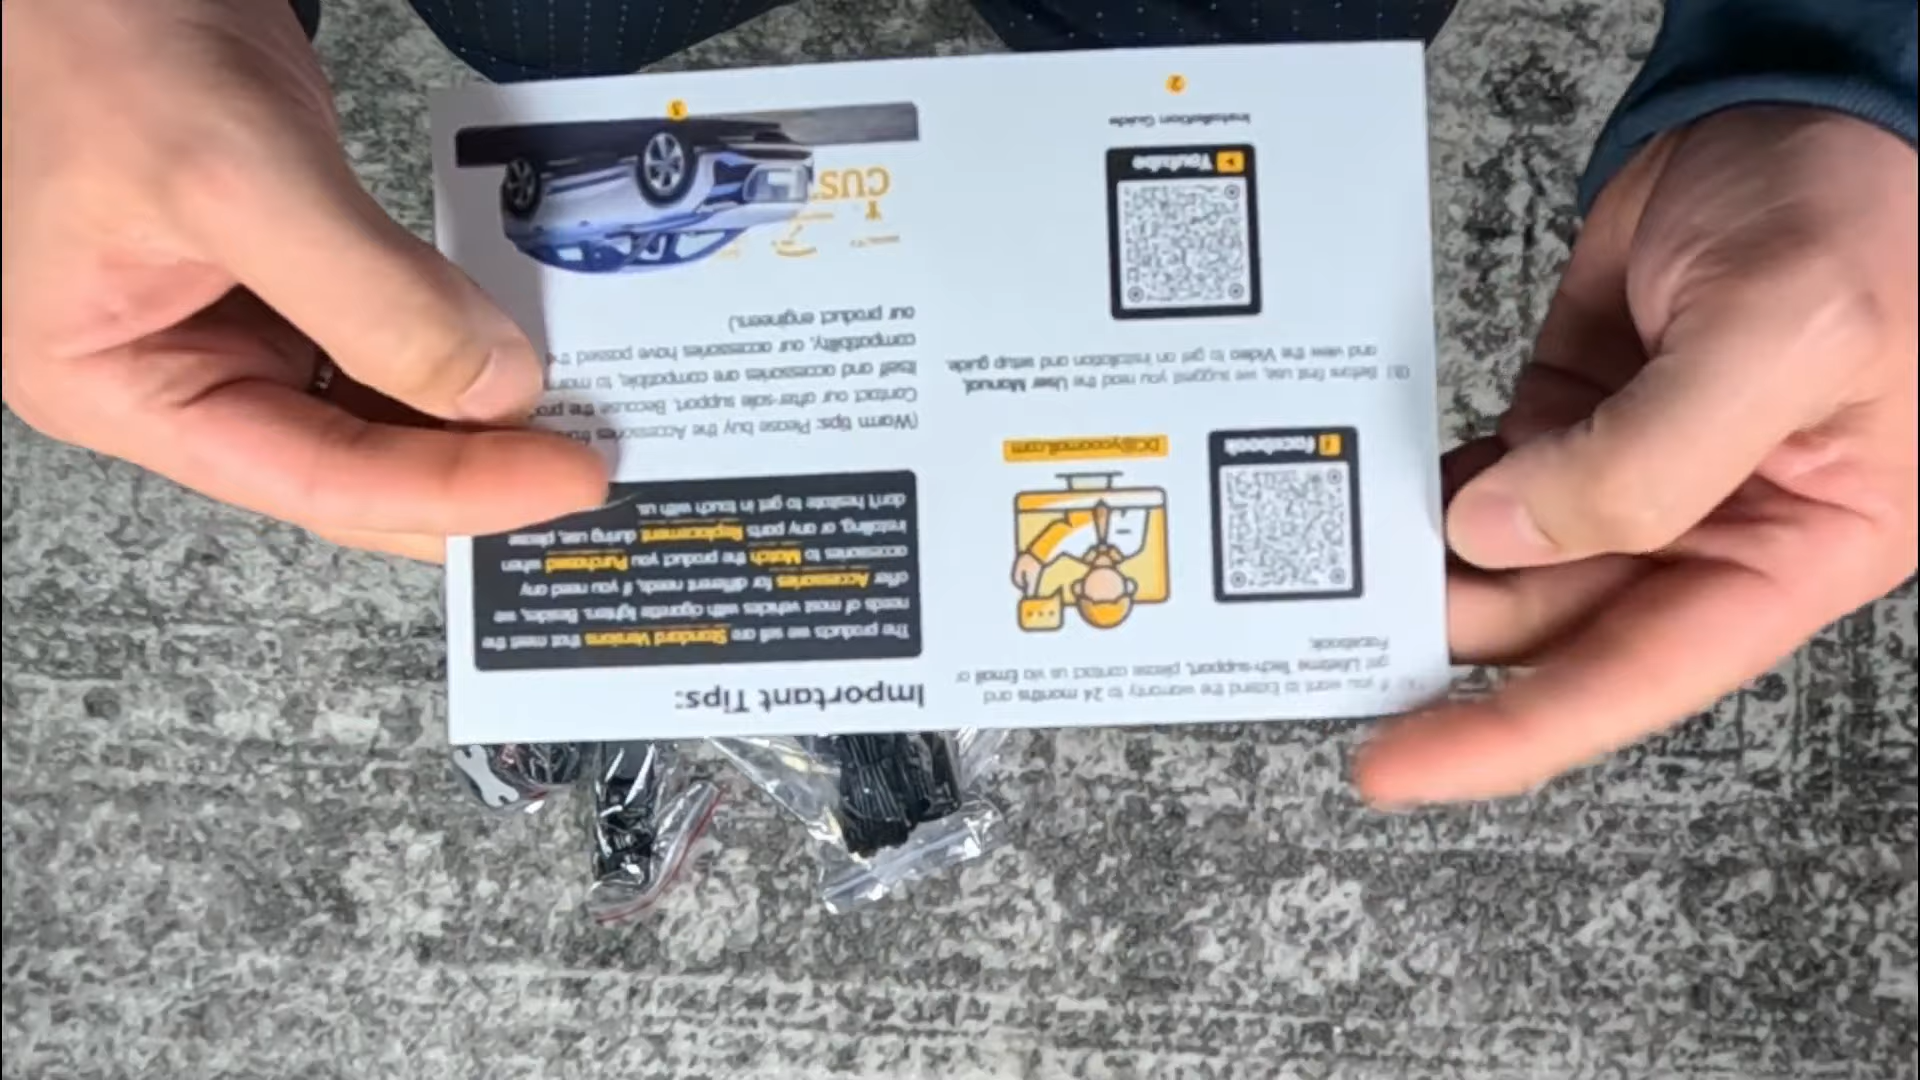 If you want to Extend the warranty to 24 months and
get Lifetime Tech-support, please contact us via Email or
Facebook.
facebook
DC@lycoomall.com
Before first use, we suggest you read the User Manual,
and view the Video to get an installation and setup guide.
Youtube
Installation Guide
2
Important Tips:
The products we sell are Standard Versions that meet the
needs of most vehicles with cigarette lighters. Besides, we
offer Accessories for different needs, if you need any
accessories to Match the product you Purchased when
installing, or any parts Replacement during use, please
don't hesitate to get in touch with us.
(Warm tips: Please buy the Accessories
Contact our after-sale support. Because the
itself and accessories are compatible, to
compatibility, our accessories have passed
our product engineers.)
CUS
3